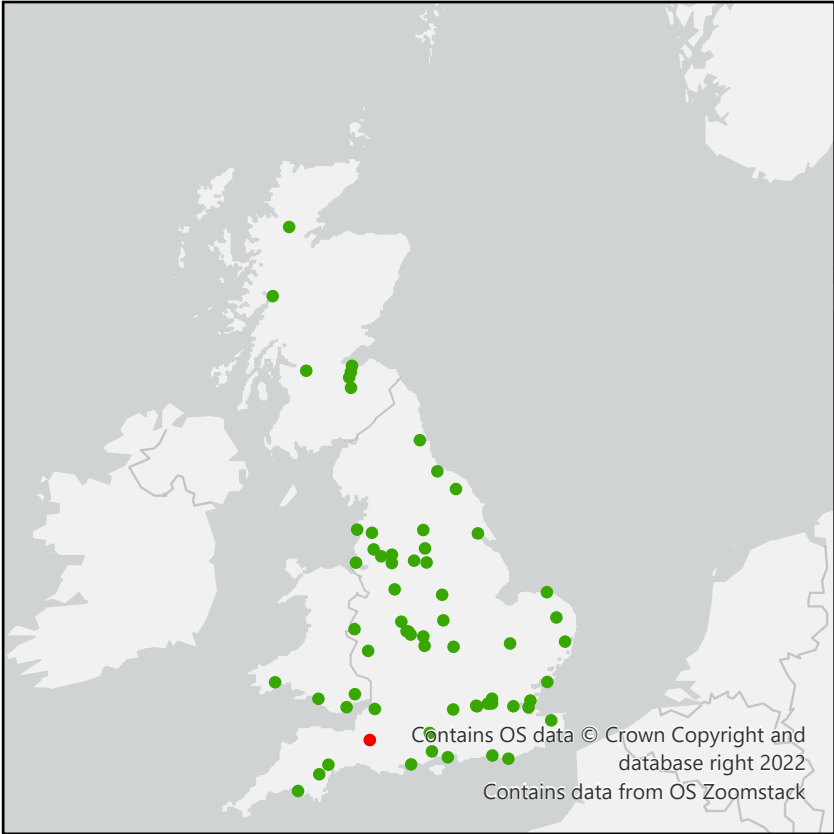 Contains OS data © Crown Copyright and
database right 2022
Contains data from OS Zoomstack